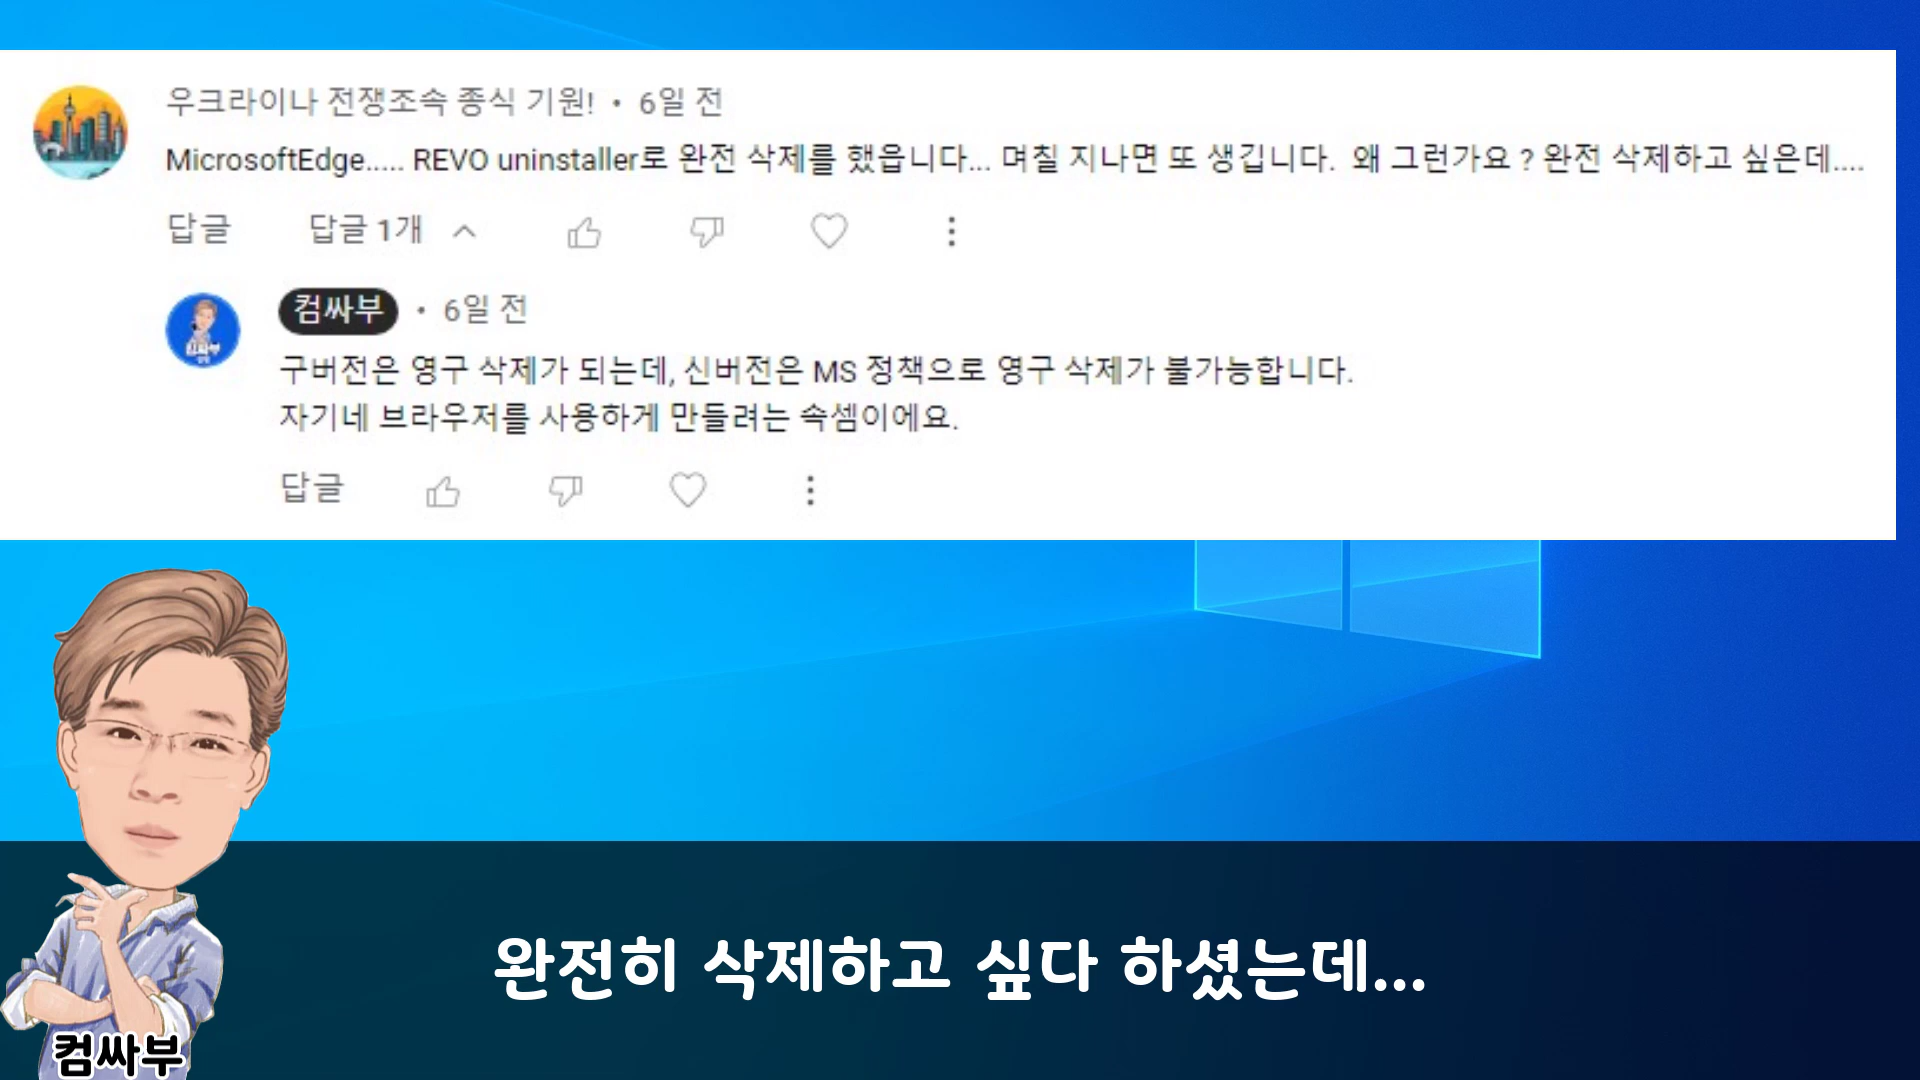 우크라이나 전쟁조속 종식 기원! • 6일 전
MicrosoftEdge..... REVO uninstaller로 완전 삭제를 했읍니다... 며칠 지나면 또 생깁니다. 왜 그런가요 ? 완전 삭제하고 싶은데....
답글 답글 1개
컴싸부 • 6일 전
구버전은 영구 삭제가 되는데, 신버전은 MS 정책으로 영구 삭제가 불가능합니다.
자기네 브라우저를 사용하게 만들려는 속셈이에요.
답글
완전히 삭제하고 싶다 하셨는데...
컴싸부